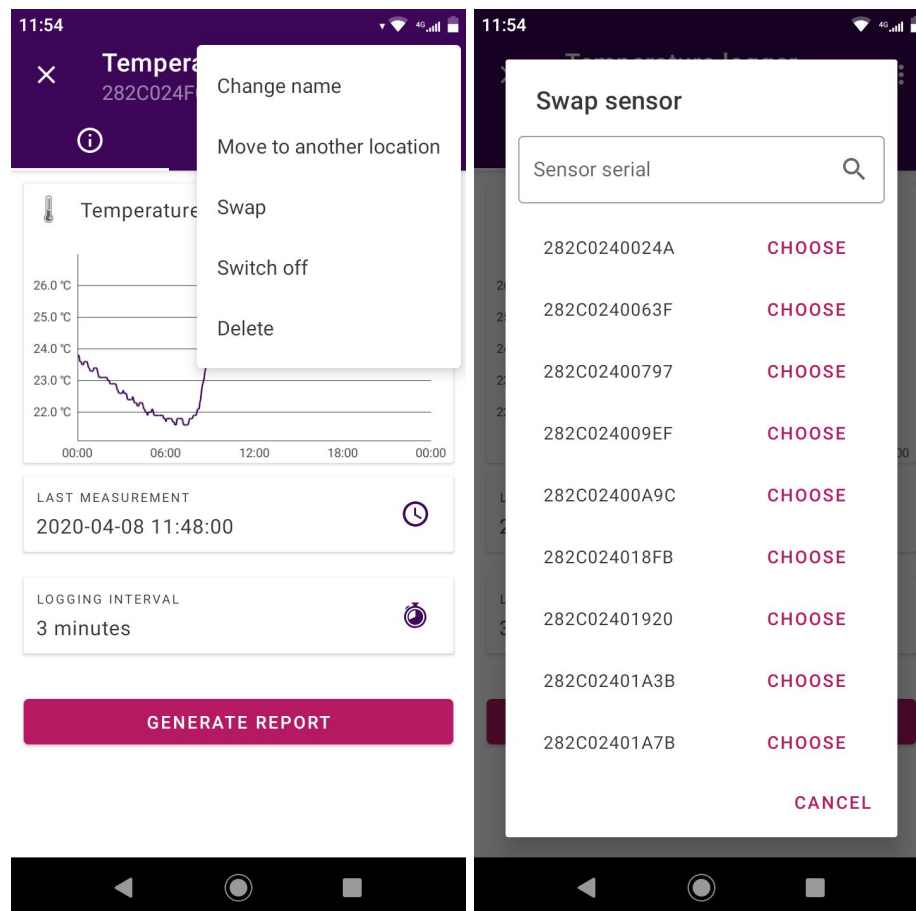 11:54
4G
Tempera
282C024F
Change name
Move to another location
Swap
Switch off
Delete
Temperature
26.0 °C
25.0 °C
24.0 °C
23.0 °C
22.0 °C
00:00 06:00 12:00 18:00 00:00
LAST MEASUREMENT
2020-04-08 11:48:00
LOGGING INTERVAL
3 minutes
GENERATE REPORT
11:54
4G
Swap sensor
Sensor serial
282C0240024A CHOOSE
282C0240063F CHOOSE
282C02400797 CHOOSE
282C024009EF CHOOSE
282C02400A9C CHOOSE
282C024018FB CHOOSE
282C02401920 CHOOSE
282C02401A3B CHOOSE
282C02401A7B CHOOSE
CANCEL